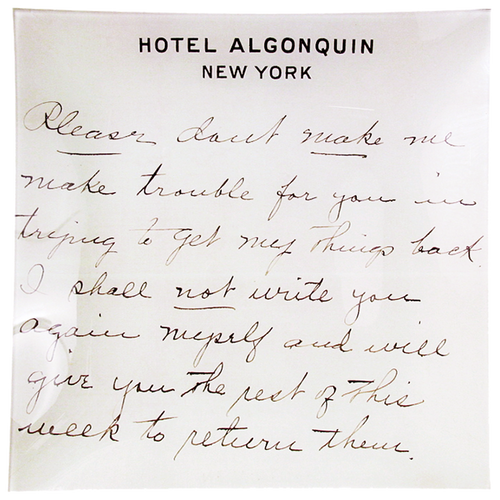 HOTEL ALGONQUIN
NEW YORK
Please dont make me
make trouble for you in
trying to get my things back.
I shall not write you
again myself and will
give you the rest of this
week to return them.